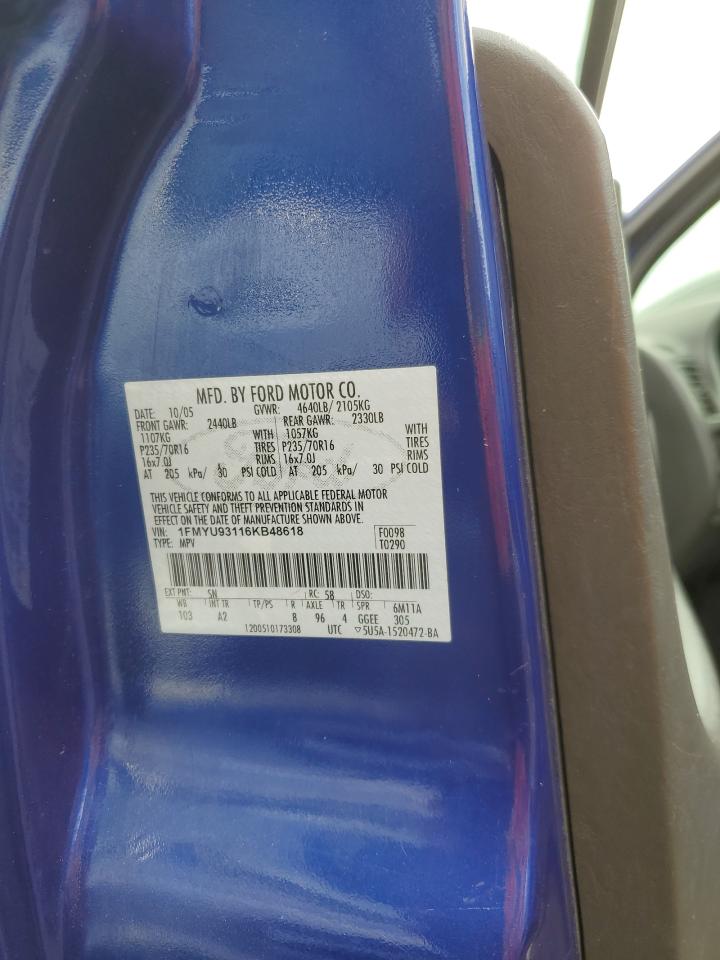 MFD. BY FORD MOTOR CO.
DATE: 10/05 GVWR: 4640LB/ 2105KG
FRONT GAWR: 2440LB REAR GAWR: 2330LB
1107KG WITH 1057KG WITH
P235/70R16 TIRES P235/70R16 TIRES
16x7.0J RIMS 16x7.0J RIMS
AT 205 kPa/ 30 PSI COLD AT 205 kPa/ 30 PSI COLD
THIS VEHICLE CONFORMS TO ALL APPLICABLE FEDERAL MOTOR
VEHICLE SAFETY AND THEFT PREVENTION STANDARDS IN
EFFECT ON THE DATE OF MANUFACTURE SHOWN ABOVE.
VIN: 1FMYU93116KB48618 F0098
TYPE: MPV T0290
EXT PNT: SN RC: 58 DSO:
WB INT TR TP/PS R AXLE TR SPR 6M11A
103 A2 B 96 4 GGEE 305
1200510173308 UTC ▽5U5A-1520472-BA